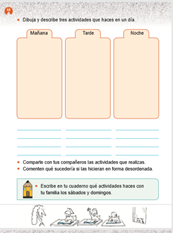 Dibuja y describe tres actividades que haces en un día.
Mañana
Tarde
Noche
Comparte con tus compañeros las actividades que realizas.
Comenten qué sucedería si las hicieran en forma desordenada.
Escribe en tu cuaderno qué actividades haces con
tu familia los sábados y domingos.